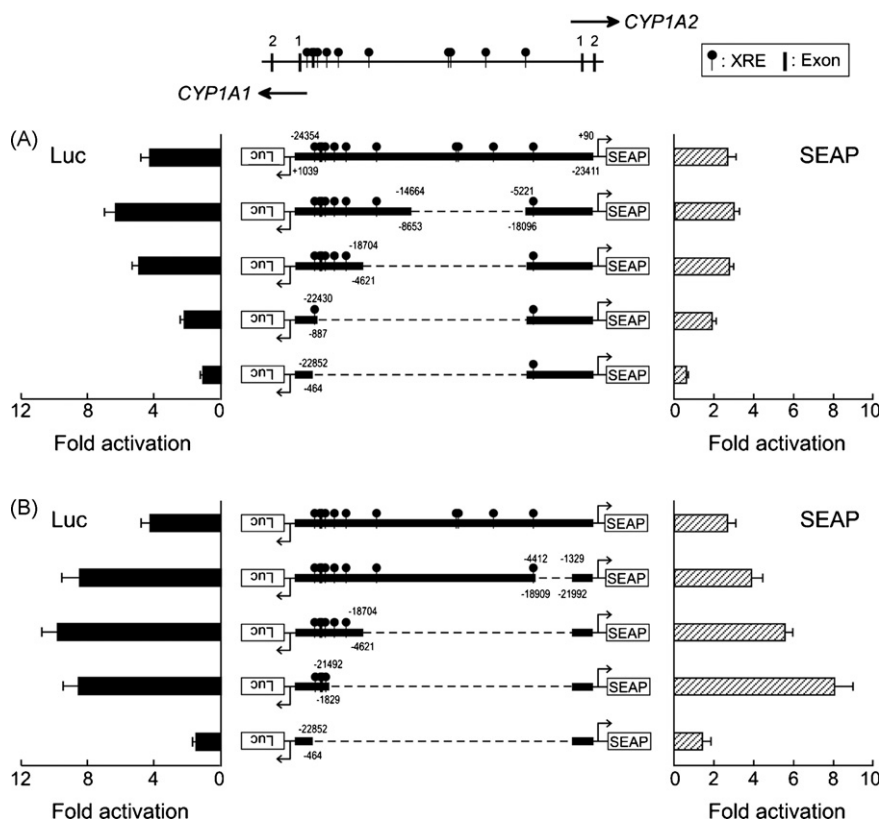 CYP1A2
2 1 1 2
: XRE : Exon
CYP1A1
(A)
Luc SEAP
-24354 +90
Luc SEAP
+1039 -23411
-14664 -5221
Luc SEAP
-8653 -18096
-18704
Luc SEAP
-4621
-22430
Luc SEAP
-887
-22852
Luc SEAP
-464
12 8 4 0 0 2 4 6 8 10
Fold activation Fold activation
(B)
Luc SEAP
Luc SEAP
-4412 -1329
Luc SEAP
-18909 -21992
-18704
Luc SEAP
-4621
-21492
Luc SEAP
-1829
-22852
Luc SEAP
-464
12 8 4 0 0 2 4 6 8 10
Fold activation Fold activation